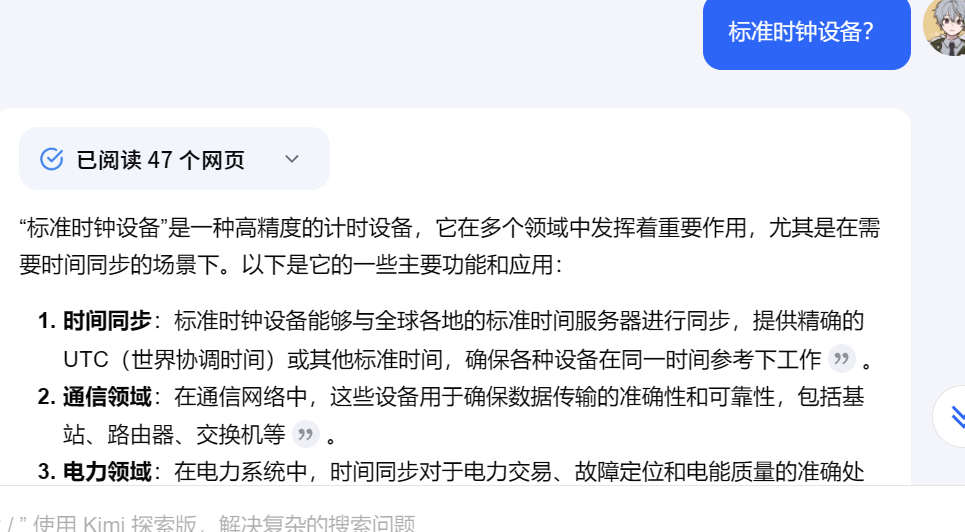 标准时钟设备?
已阅读 47 个网页
“标准时钟设备”是一种高精度的计时设备，它在多个领域中发挥着重要作用，尤其是在需
要时间同步的场景下。以下是它的一些主要功能和应用：
1. 时间同步：标准时钟设备能够与全球各地的标准时间服务器进行同步，提供精确的
UTC（世界协调时间）或其他标准时间，确保各种设备在同一时间参考下工作 ” 。
2. 通信领域：在通信网络中，这些设备用于确保数据传输的准确性和可靠性，包括基
站、路由器、交换机等 ” 。
3. 电力领域：在电力系统中，时间同步对于电力交易、故障定位和电能质量的准确处
/ ” 使用 Kimi 探索版，解决复杂的搜索问题